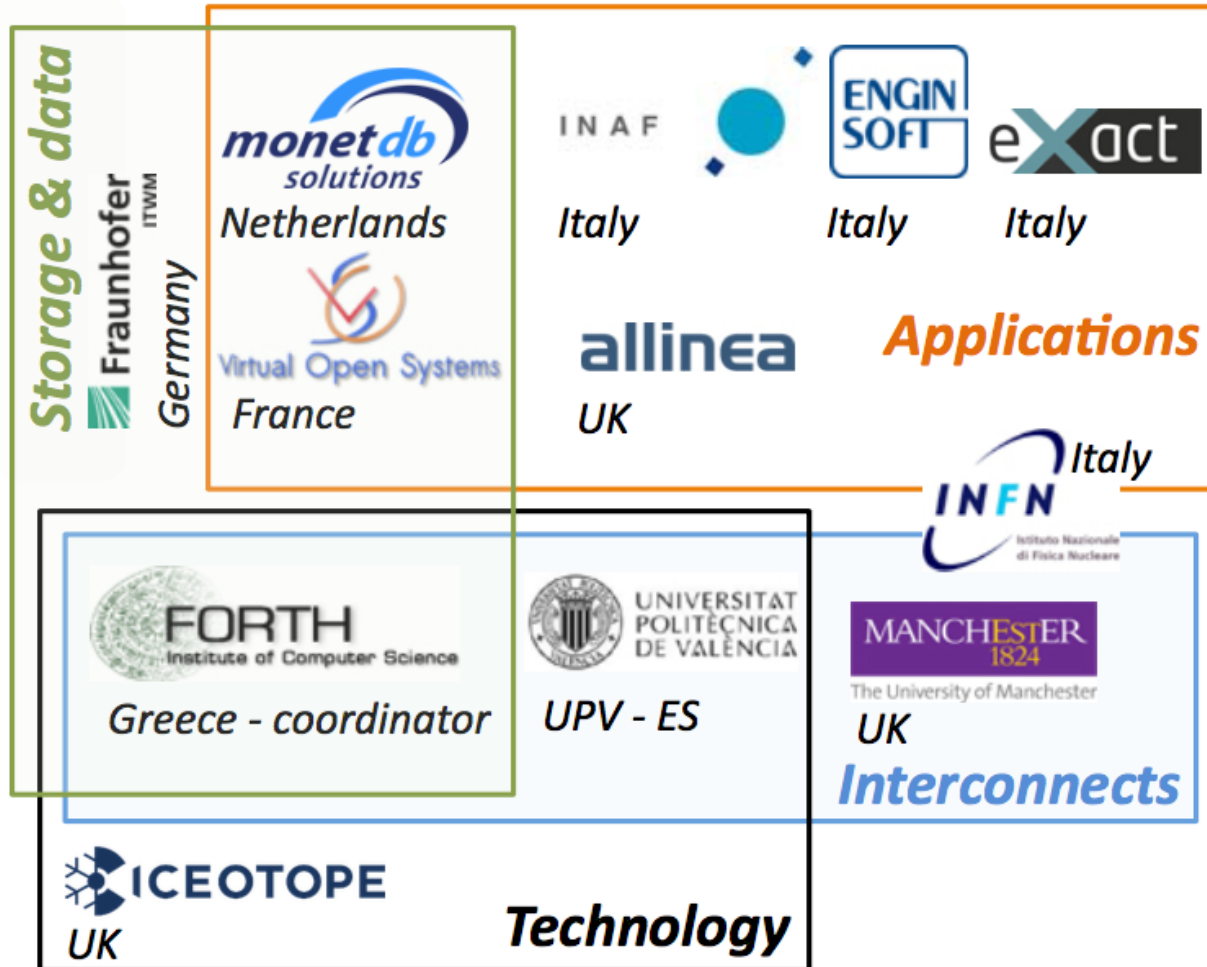 Storage & data
Fraunhofer
ITWM
Germany
monetdb
solutions
Netherlands
Virtual Open Systems
France
INAF
Italy
ENGIN
SOFT
Italy
eXact
Italy
allinea
UK
Applications
INFN
Istituto Nazionale
di Fisica Nucleare
Italy
FORTH
Institute of Computer Science
Greece - coordinator
UNIVERSITAT
POLITÈCNICA
DE VALÈNCIA
UPV - ES
MANCHESTER
1824
The University of Manchester
UK
Interconnects
ICEOTOPE
UK
Technology